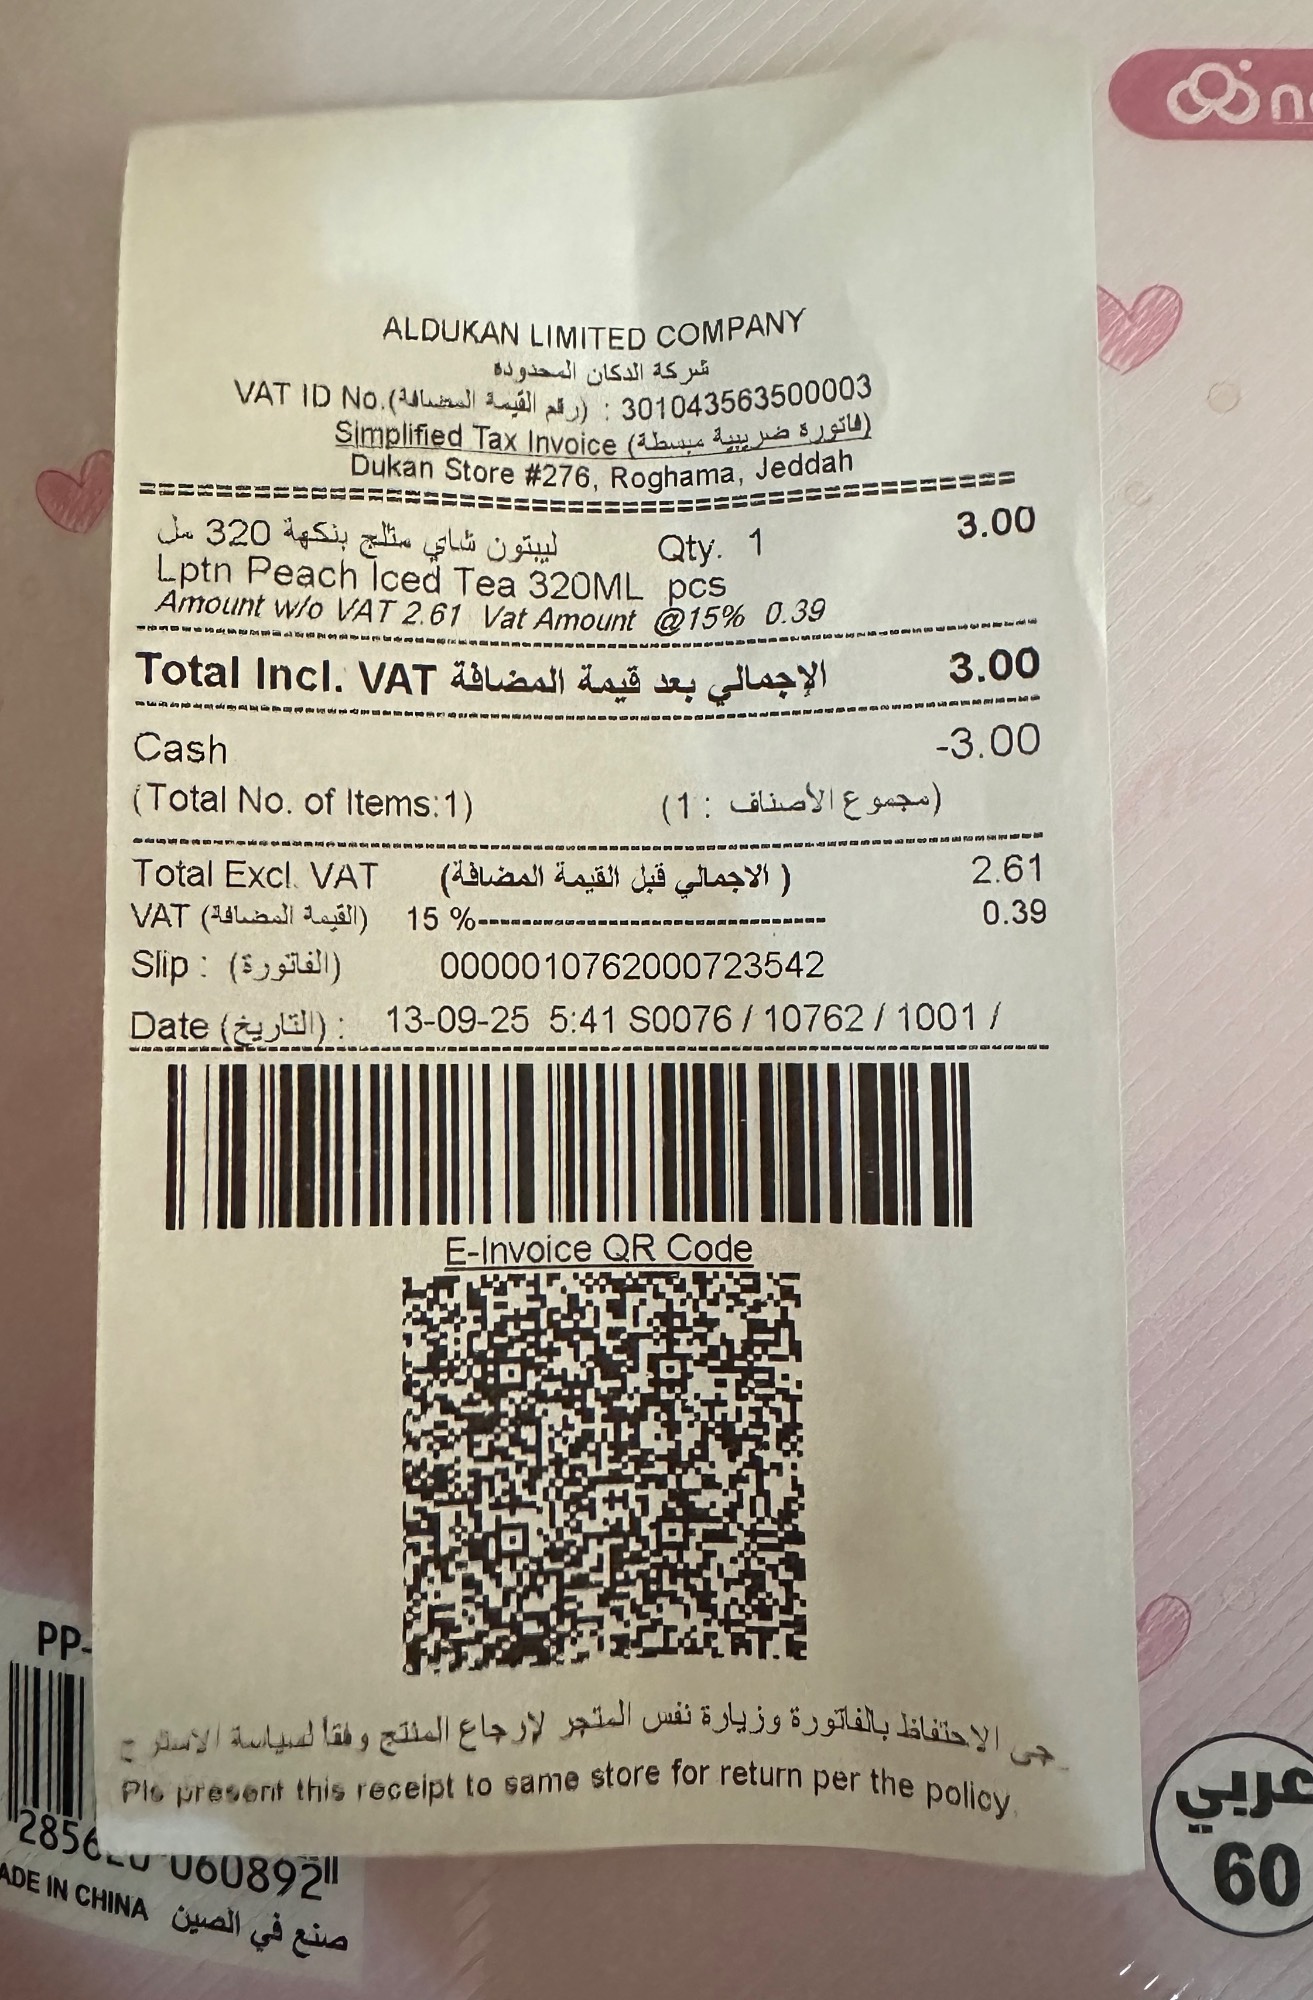 ALDUKAN LIMITED COMPANY
شركة الدكان المحدوده
VAT ID No.(رقم القيمة المضافة) : 301043563500003
Simplified Tax Invoice (فاتورة ضريبية مبسطة)
Dukan Store #276, Roghama, Jeddah
ليبتون شاي مثلج بنكهة 320 مل Qty. 1 3.00
Lptn Peach Iced Tea 320ML pcs
Amount w/o VAT 2.61 Vat Amount @15% 0.39
Total Incl. VAT الإجمالي بعد قيمة المضافة 3.00
Cash -3.00
(Total No. of Items:1) (مجموع الأصناف : 1)
Total Excl. VAT (الاجمالي قبل القيمة المضافة) 2.61
VAT (القيمة المضافة) 15 % 0.39
Slip : (الفاتورة) 0000010762000723542
Date (التاريخ) : 13-09-25 5:41 S0076 / 10762 / 1001 /
E-Invoice QR Code
الاحتفاظ بالفاتورة وزيارة نفس المتجر لإرجاع المنتج وفقا لسياسة
Pls present this receipt to same store for return per the policy.
PP-
060892
MADE IN CHINA
صنع في الصين
عربي
60